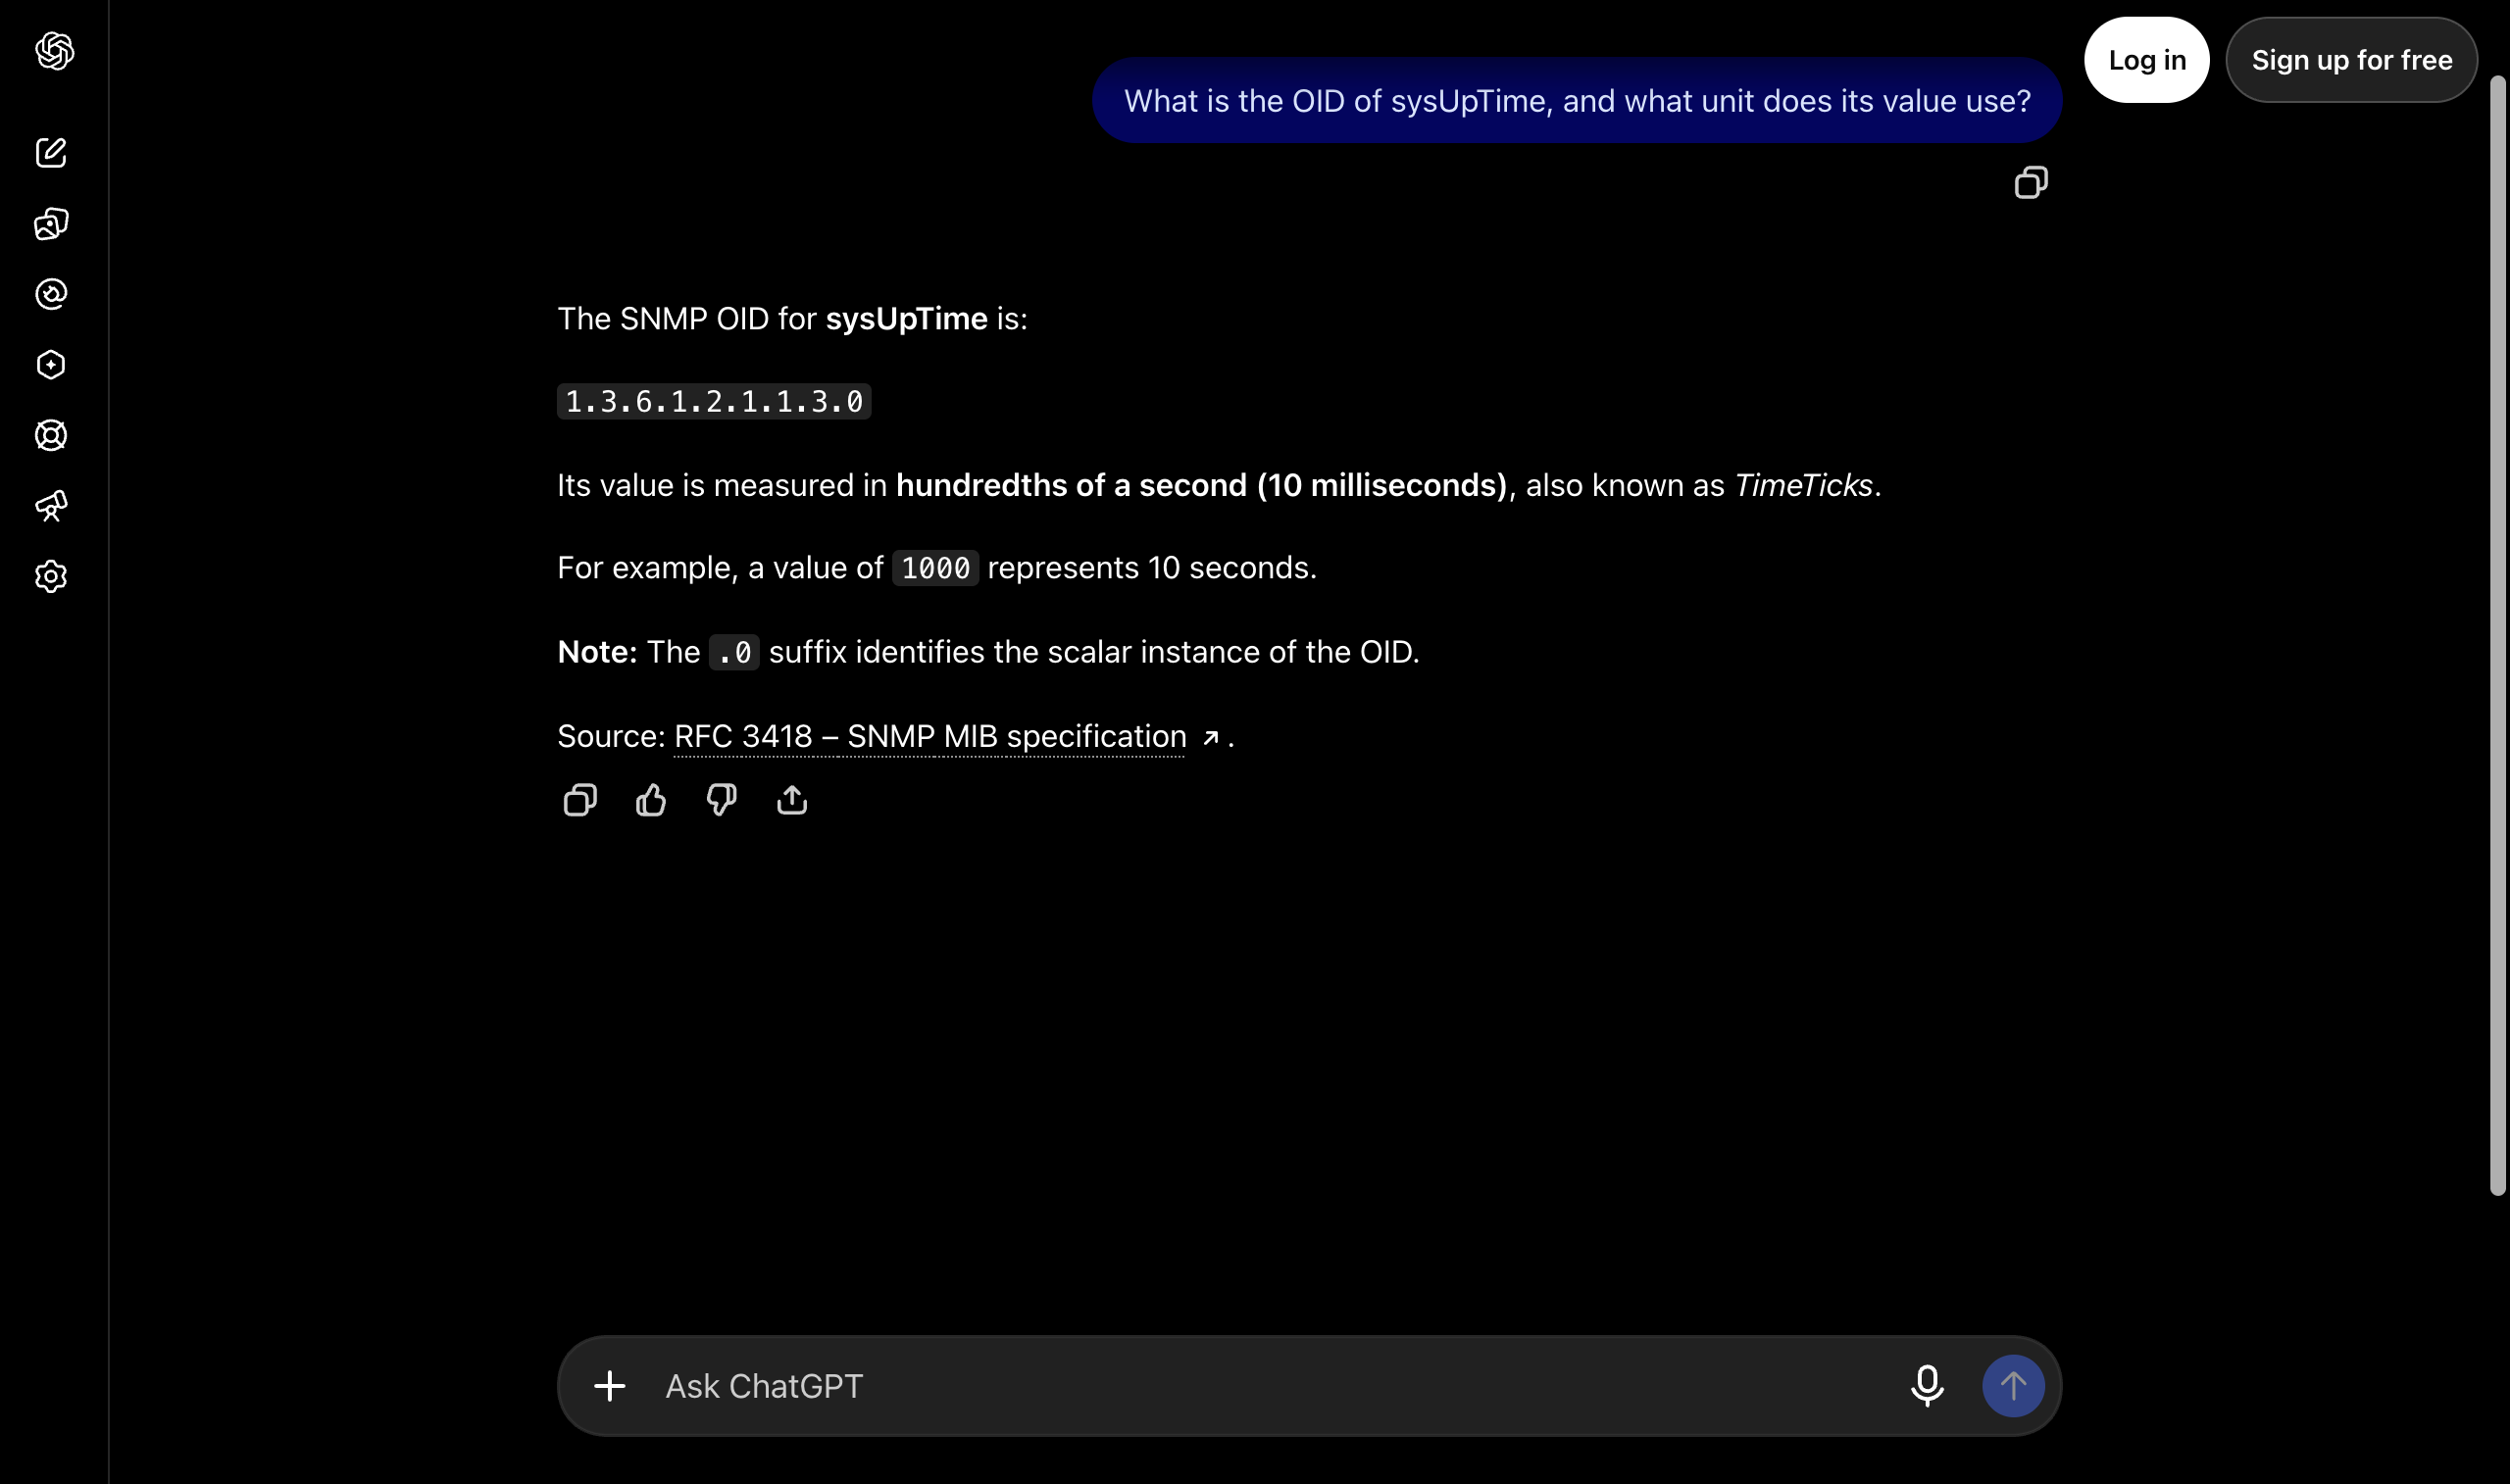 Log in
Sign up for free
What is the OID of sysUpTime, and what unit does its value use?
The SNMP OID for sysUpTime is:
1.3.6.1.2.1.1.3.0
Its value is measured in hundredths of a second (10 milliseconds), also known as TimeTicks.
For example, a value of 1000 represents 10 seconds.
Note: The .0 suffix identifies the scalar instance of the OID.
Source: RFC 3418 – SNMP MIB specification ↗.
Ask ChatGPT